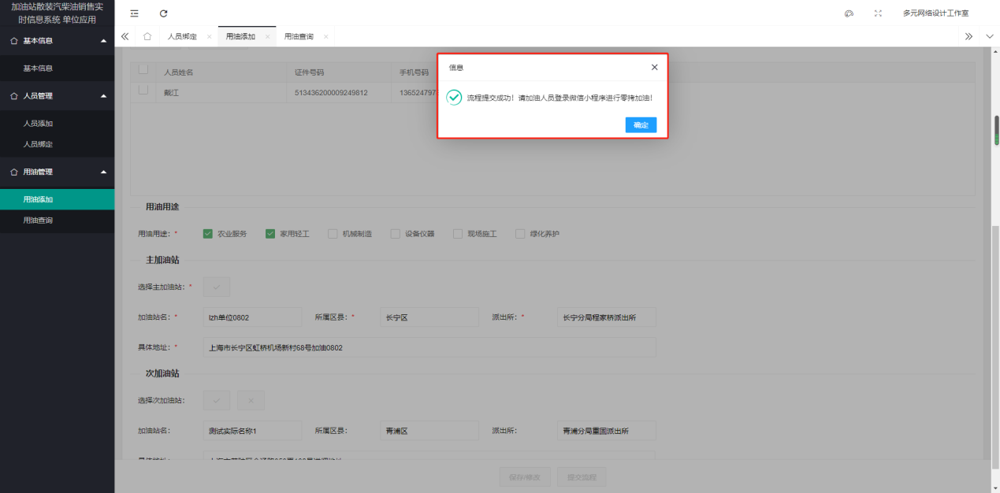 加油站散装汽柴油销售实
时信息系统 单位应用
多元网络设计工作室
人员绑定
用油添加
用油查询
基本信息
基本信息
人员管理
人员添加
人员绑定
用油管理
用油添加
用油查询
信息
流程提交成功！请加油人员登录微信小程序进行零拷加油！
确定
人员姓名 证件号码 手机号码
戴江 513436200009249812 13652479
用油用途
用油用途：* 农业服务 家用轻工 机械制造 设备仪器 现场施工 绿化养护
主加油站
选择主加油站：*
加油站名：* lzh单位0802 所属区县：* 长宁区 派出所：* 长宁分局程家桥派出所
具体地址：* 上海市长宁区虹桥机场新村68号加油0802
次加油站
选择次加油站：
加油站名： 测试实际名称1 所属区县： 青浦区 派出所： 青浦分局重固派出所
保存/修改 提交流程